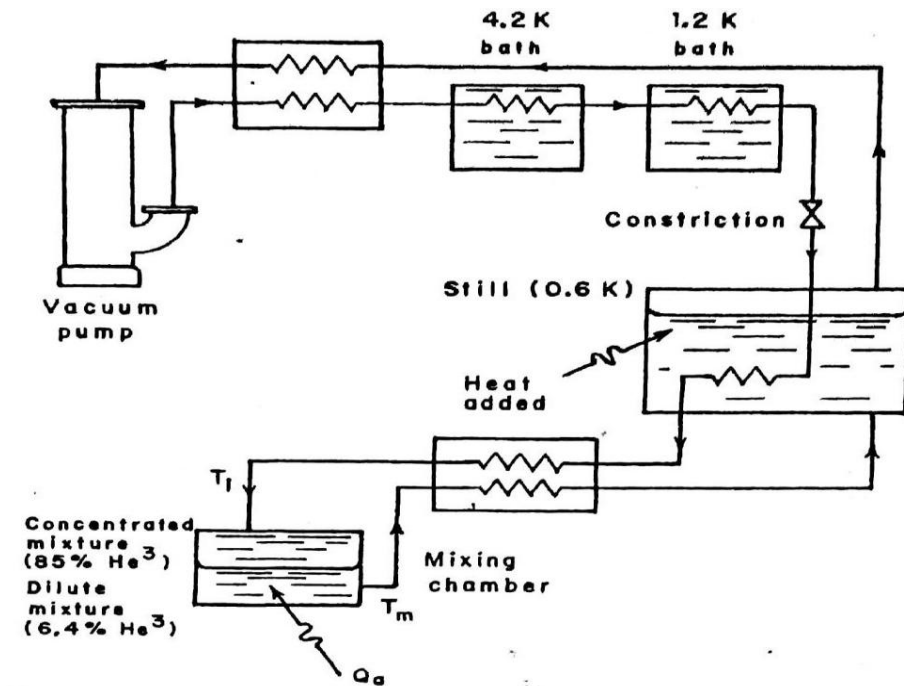 4.2 K
bath
1.2 K
bath
Constriction
Vacuum
pump
Still (0.6 K)
Heat
added
T₁
Concentrated
mixture
(85% He³)
Dilute
mixture
(6.4% He³)
Mixing
chamber
Tm
Qa